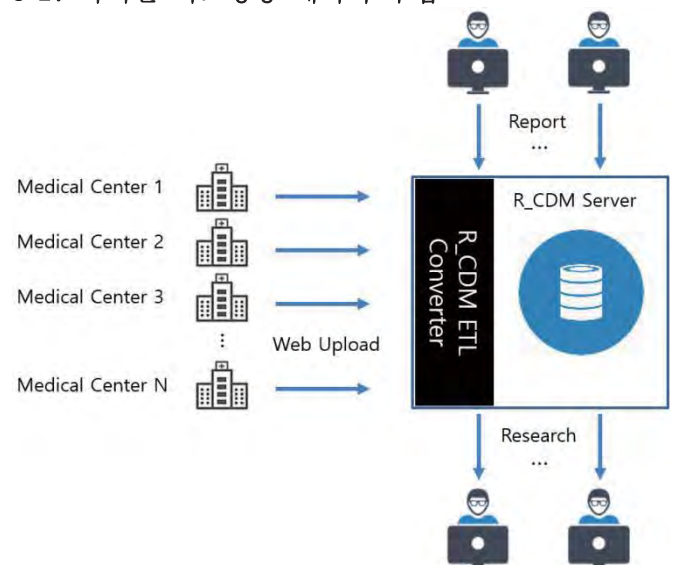 Report
...
Medical Center 1
R_CDM Server
Medical Center 2
R_CDM ETL
Converter
Medical Center 3
⋮
Web Upload
Medical Center N
Research
...